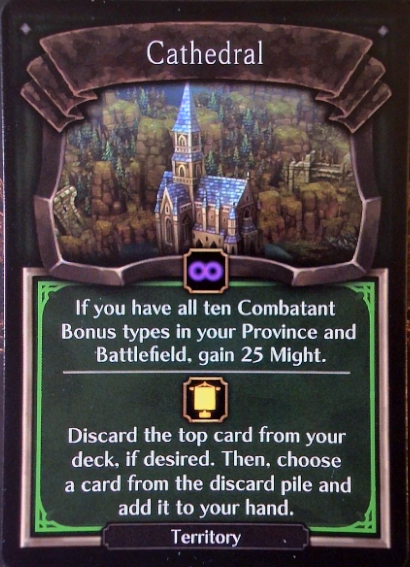 Cathedral
If you have all ten Combatant
Bonus types in your Province and
Battlefield, gain 25 Might.
Discard the top card from your
deck, if desired. Then, choose
a card from the discard pile and
add it to your hand.
Territory